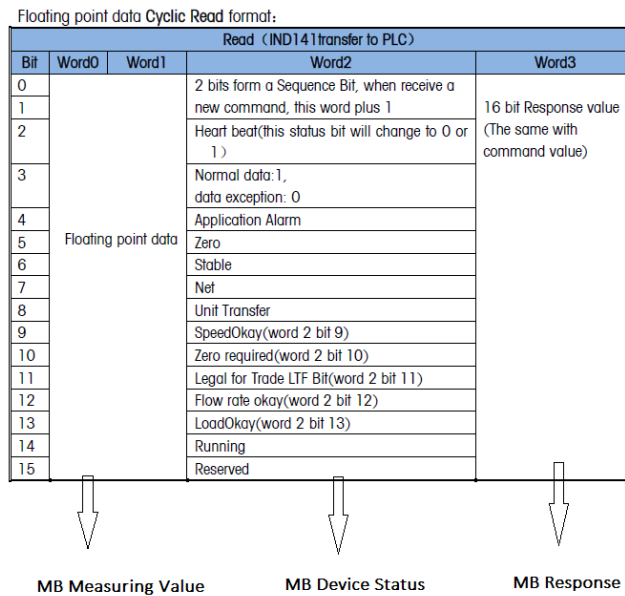 Floating point data Cyclic Read format：
Read（IND141transfer to PLC）
Bit Word0 Word1 Word2 Word3
0 2 bits form a Sequence Bit, when receive a
1 new command, this word plus 1
2 Heart beat(this status bit will change to 0 or
1）
3 Normal data:1,
data exception: 0
4 Application Alarm
5 Zero
6 Stable
7 Net
8 Unit Transfer
9 SpeedOkay(word 2 bit 9)
10 Zero required(word 2 bit 10)
11 Legal for Trade LTF Bit(word 2 bit 11)
12 Flow rate okay(word 2 bit 12)
13 LoadOkay(word 2 bit 13)
14 Running
15 Reserved
Floating point data
16 bit Response value
(The same with
command value)
MB Measuring Value MB Device Status MB Response